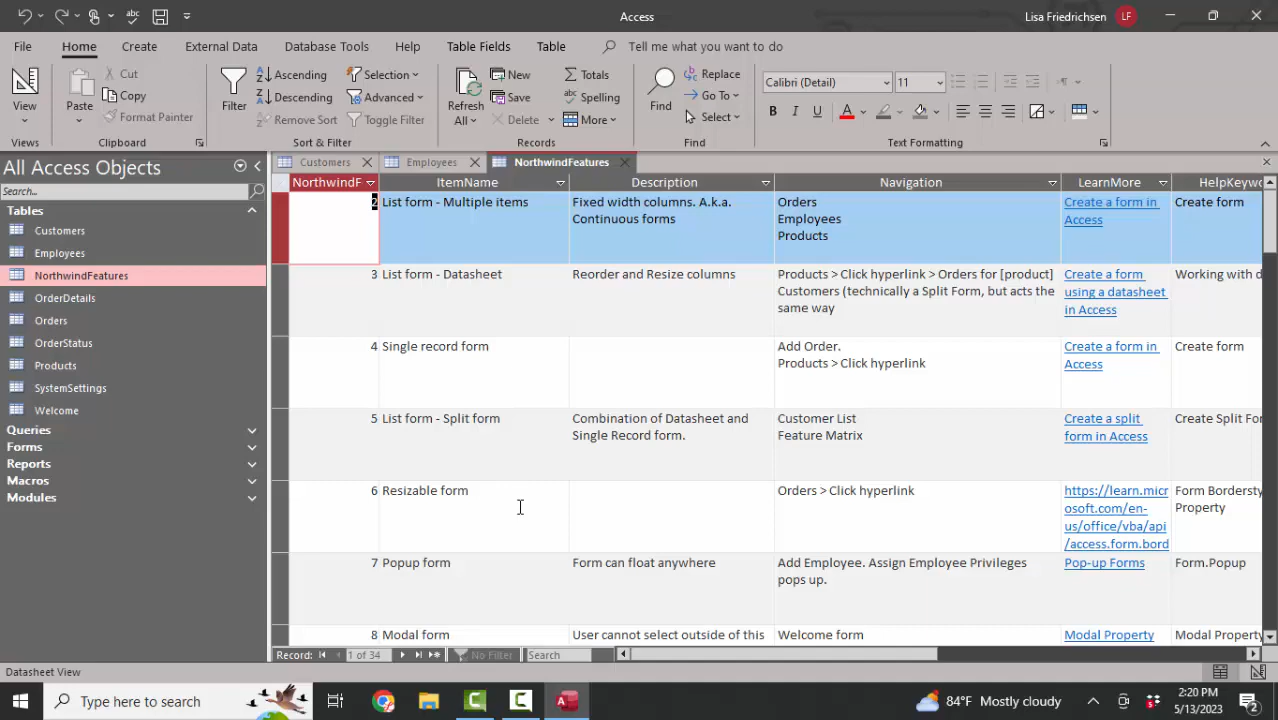 Access
Lisa Friedrichsen
LF
File
Home
Create
External Data
Database Tools
Help
Table Fields
Table
Tell me what you want to do
View
Views
Paste
Cut
Copy
Format Painter
Clipboard
Filter
Ascending
Descending
Remove Sort
Selection
Advanced
Toggle Filter
Sort & Filter
Refresh
All
New
Save
Delete
Totals
Spelling
More
Records
Find
Replace
Go To
Select
Find
Calibri (Detail)
11
B
I
U
Text Formatting
All Access Objects
Search...
Tables
Customers
Employees
NorthwindFeatures
OrderDetails
Orders
OrderStatus
Products
SystemSettings
Welcome
Queries
Forms
Reports
Macros
Modules
Customers
Employees
NorthwindFeatures
NorthwindF
ItemName
Description
Navigation
LearnMore
HelpKeywo
2
List form - Multiple items
Fixed width columns. A.k.a.
Continuous forms
Orders
Employees
Products
Create a form in
Access
Create form
3
List form - Datasheet
Reorder and Resize columns
Products > Click hyperlink > Orders for [product]
Customers (technically a Split Form, but acts the
same way
Create a form
using a datasheet
in Access
Working with d
4
Single record form
Add Order.
Products > Click hyperlink
Create a form in
Access
Create form
5
List form - Split form
Combination of Datasheet and
Single Record form.
Customer List
Feature Matrix
Create a split
form in Access
Create Split Fo
6
Resizable form
Orders > Click hyperlink
https://learn.micr
osoft.com/en-
us/office/vba/api
/access.form.bord
Form Bordersty
Property
7
Popup form
Form can float anywhere
Add Employee. Assign Employee Privileges
pops up.
Pop-up Forms
Form.Popup
8
Modal form
User cannot select outside of this
Welcome form
Modal Property
Modal Property
Record:
1 of 34
No Filter
Search
Datasheet View
Type here to search
84°F Mostly cloudy
2:20 PM
5/13/2023
2